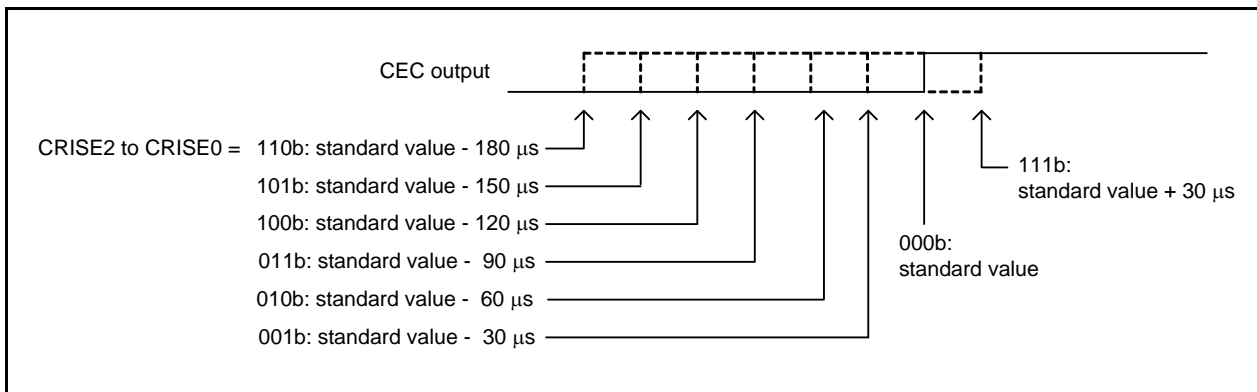 CEC output
CRISE2 to CRISE0 = 110b: standard value - 180 μs
101b: standard value - 150 μs
100b: standard value - 120 μs
011b: standard value - 90 μs
010b: standard value - 60 μs
001b: standard value - 30 μs
111b:
standard value + 30 μs
000b:
standard value